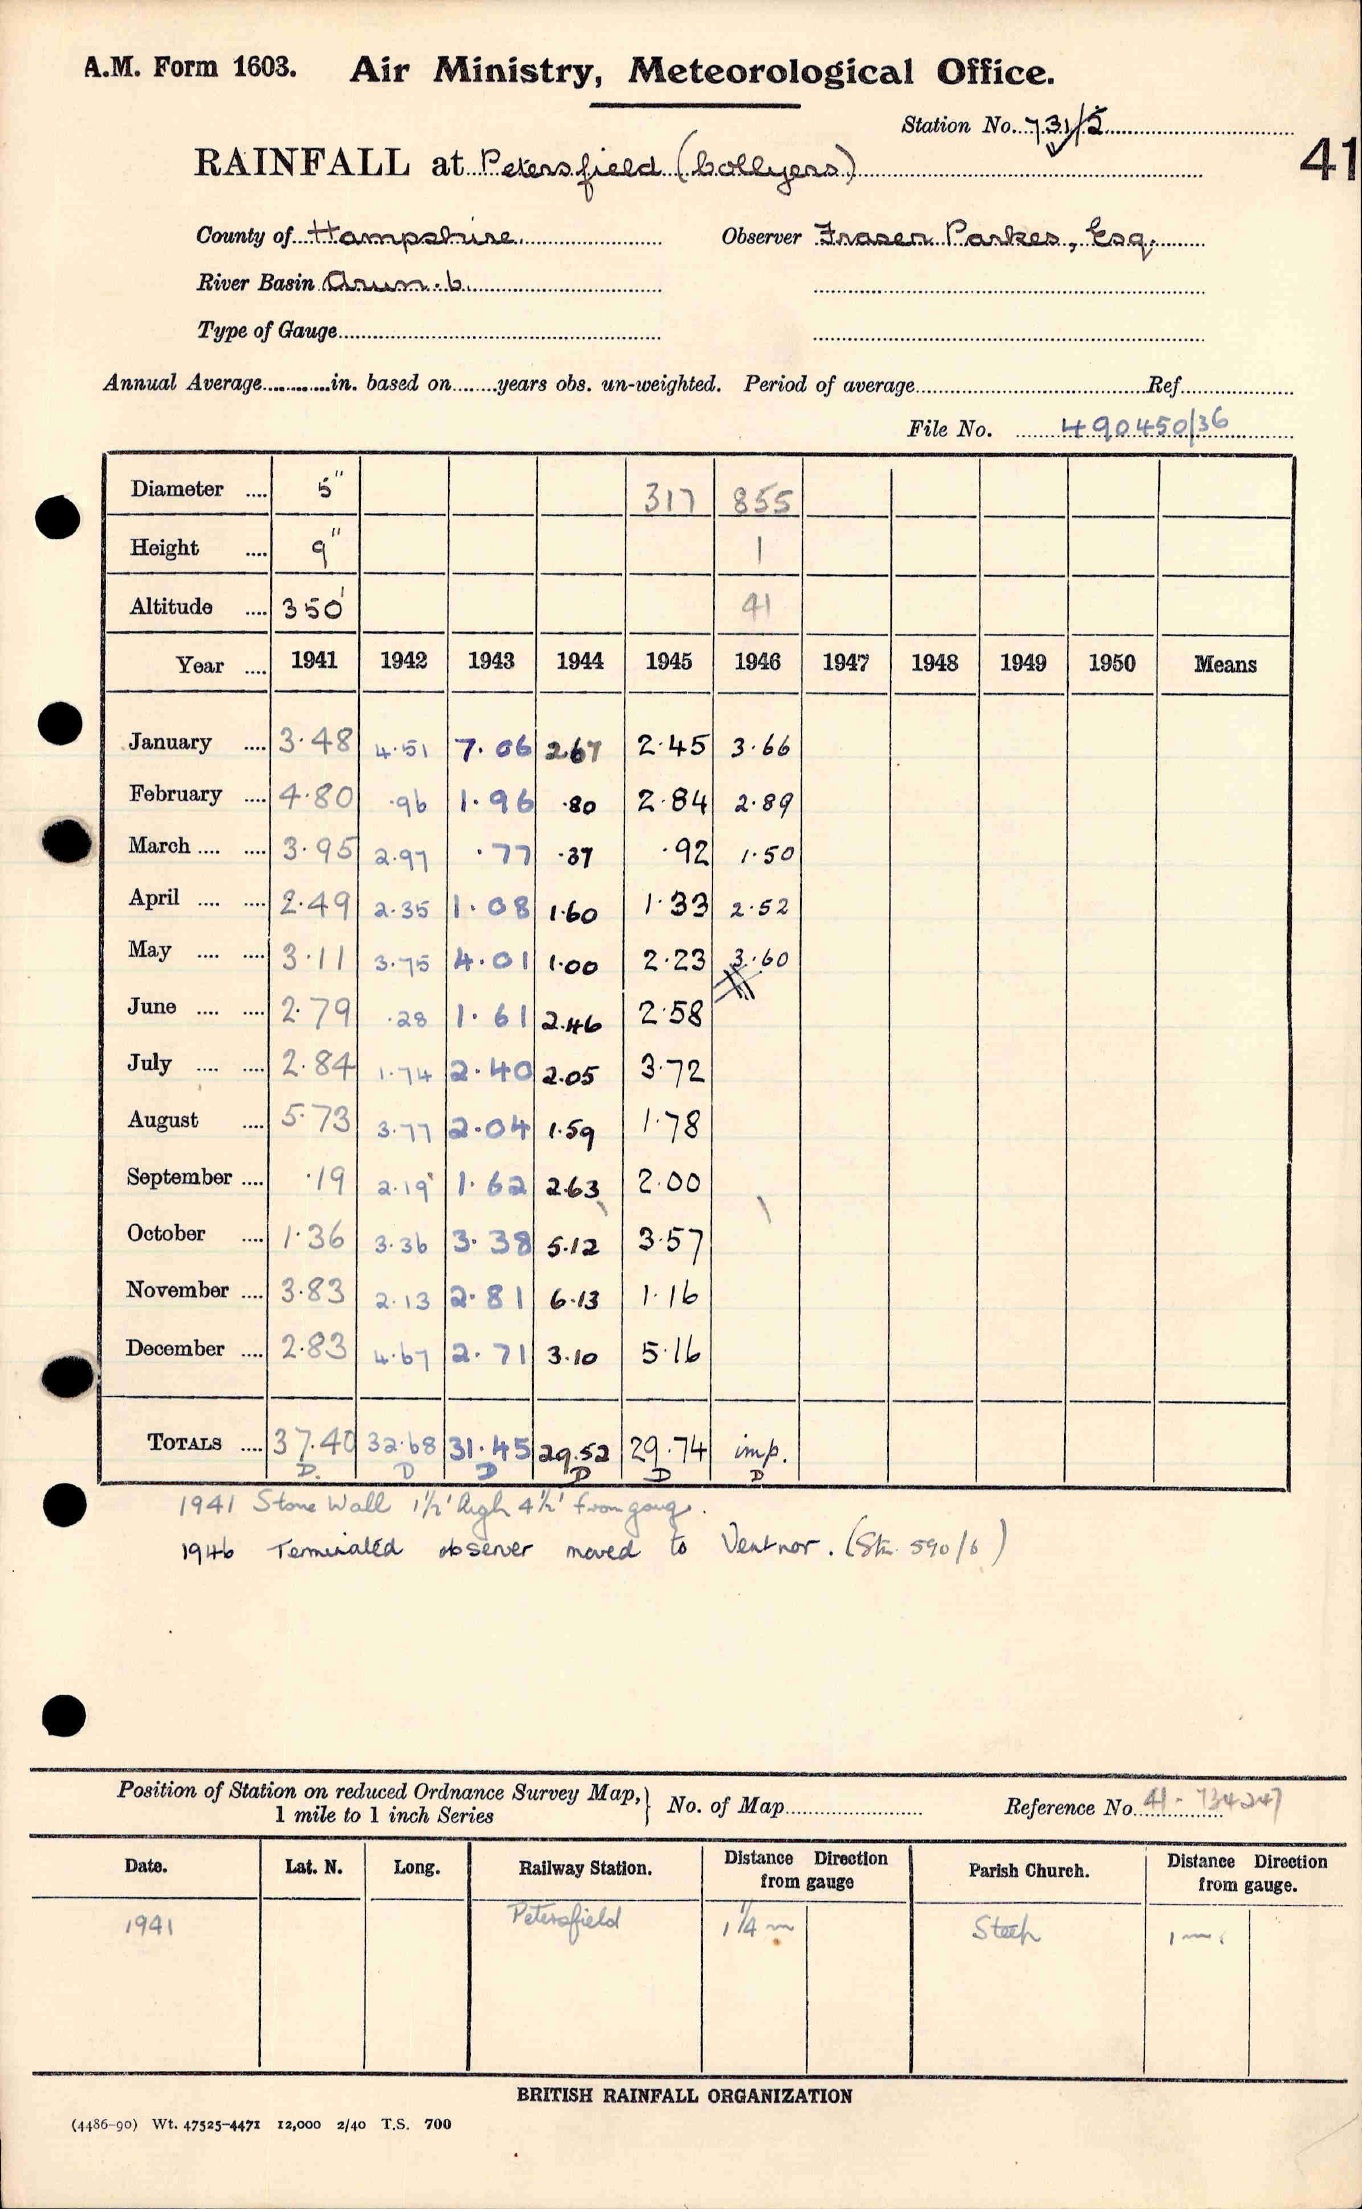 A.M. Form 1603. Air Ministry, Meteorological Office.
Station No. 731/5
41
RAINFALL at Petersfield (Collyers)
County of Hampshire. Observer Fraser Parkes, Esq.
River Basin Arun. b.
Type of Gauge
Annual Average in. based on years obs. un-weighted. Period of average Ref
File No. 490450/36
Diameter .... 5" 317 855
Height .... 9" 1
Altitude .... 350' 41
Year .... 1941 1942 1943 1944 1945 1946 1947 1948 1949 1950 Means
January .... 3.48 4.51 7.06 2.67 2.45 3.66
February .... 4.80 .96 1.96 .80 2.84 2.89
March .... .... 3.95 2.97 .77 .37 .92 1.50
April .... .... 2.49 2.35 1.08 1.60 1.33 2.52
May .... .... 3.11 3.75 4.01 1.00 2.23 3.60
June .... .... 2.79 .28 1.61 2.46 2.58
July .... .... 2.84 1.74 2.40 2.05 3.72
August .... 5.73 3.77 2.04 1.59 1.78
September .... .19 2.19 1.62 2.63 2.00
October .... 1.36 3.36 3.38 5.12 3.57
November .... 3.83 2.13 2.81 6.13 1.16
December .... 2.83 4.67 2.71 3.10 5.16
TOTALS .... 37.40 32.68 31.45 29.52 29.74 imp.
D. D D D D D
1941 Stone Wall 1½' high 4½' from gauge.
1946 Terminated observer moved to Ventnor. (Stn. 590/6)
Position of Station on reduced Ordnance Survey Map, } No. of Map Reference No. 41-734247
1 mile to 1 inch Series
Date. Lat. N. Long. Railway Station. Distance Direction from gauge Parish Church. Distance Direction from gauge.
1941 Petersfield 1¼ m Steep 1 m.
BRITISH RAINFALL ORGANIZATION
(4486-90) Wt. 47525-4471 12,000 2/40 T.S. 700